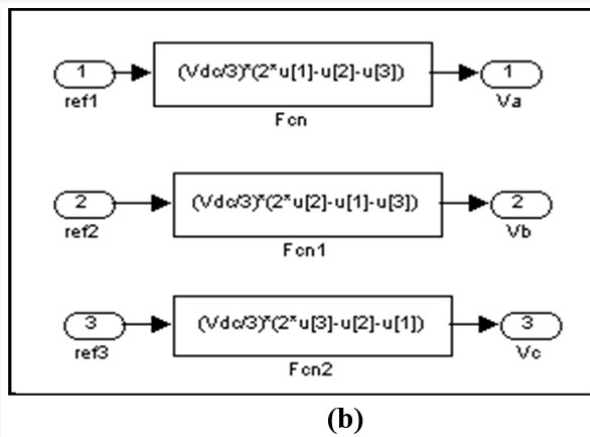 1 (Vdc/3)*(2*u[1]-u[2]-u[3]) 1
ref1 Fcn Va
2 (Vdc/3)*(2*u[2]-u[1]-u[3]) 2
ref2 Fcn1 Vb
3 (Vdc/3)*(2*u[3]-u[2]-u[1]) 3
ref3 Fcn2 Vc
(b)